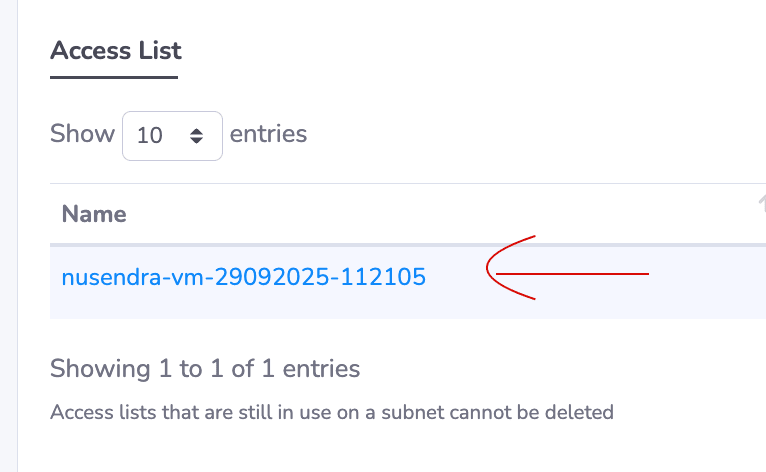 Access List
Show 10 entries
Name
nusendra-vm-29092025-112105
Showing 1 to 1 of 1 entries
Access lists that are still in use on a subnet cannot be deleted